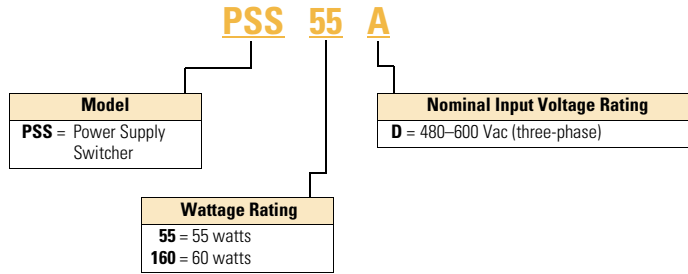 PSS 55 A
Model
PSS = Power Supply
Switcher
Nominal Input Voltage Rating
D = 480–600 Vac (three-phase)
Wattage Rating
55 = 55 watts
160 = 60 watts